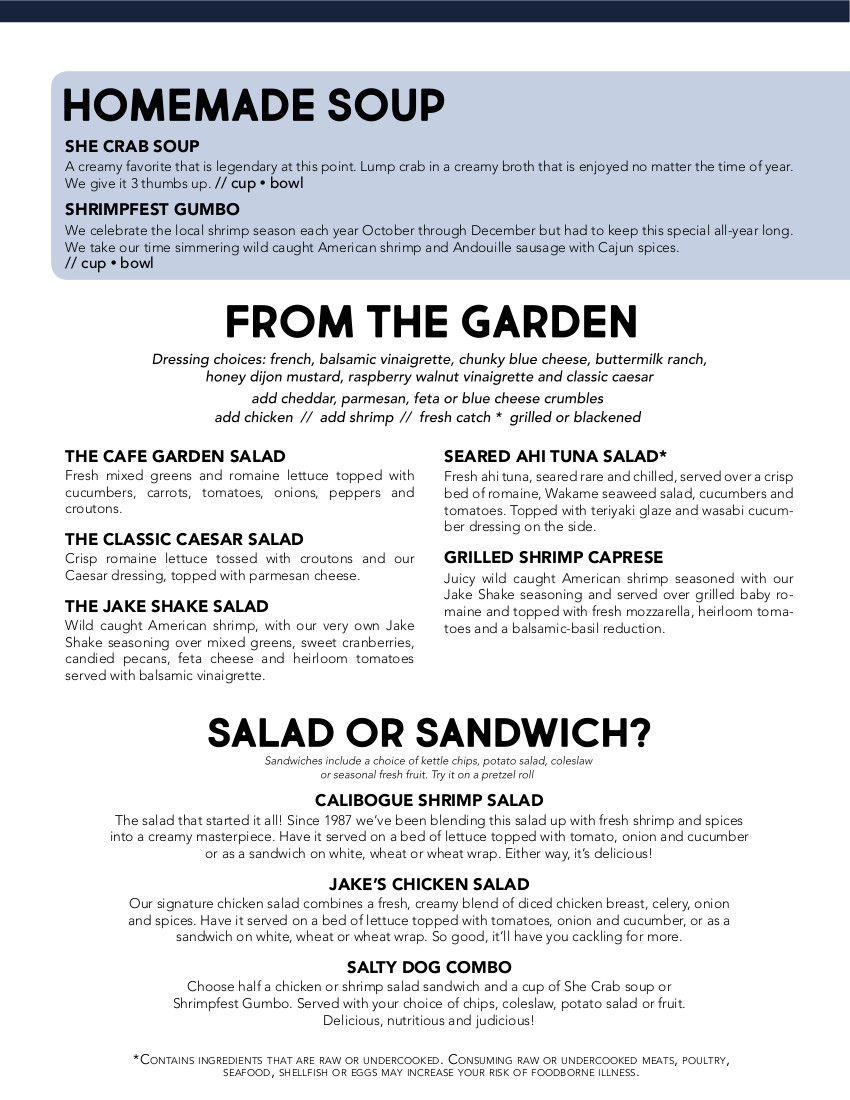 HOMEMADE SOUP
SHE CRAB SOUP
A creamy favorite that is legendary at this point. Lump crab in a creamy broth that is enjoyed no matter the time of year.
We give it 3 thumbs up. // cup • bowl
SHRIMPFEST GUMBO
We celebrate the local shrimp season each year October through December but had to keep this special all-year long.
We take our time simmering wild caught American shrimp and Andouille sausage with Cajun spices.
// cup • bowl
FROM THE GARDEN
Dressing choices: french, balsamic vinaigrette, chunky blue cheese, buttermilk ranch,
honey dijon mustard, raspberry walnut vinaigrette and classic caesar
add cheddar, parmesan, feta or blue cheese crumbles
add chicken // add shrimp // fresh catch * grilled or blackened
THE CAFE GARDEN SALAD
Fresh mixed greens and romaine lettuce topped with
cucumbers, carrots, tomatoes, onions, peppers and
croutons.
THE CLASSIC CAESAR SALAD
Crisp romaine lettuce tossed with croutons and our
Caesar dressing, topped with parmesan cheese.
THE JAKE SHAKE SALAD
Wild caught American shrimp, with our very own Jake
Shake seasoning over mixed greens, sweet cranberries,
candied pecans, feta cheese and heirloom tomatoes
served with balsamic vinaigrette.
SEARED AHI TUNA SALAD*
Fresh ahi tuna, seared rare and chilled, served over a crisp
bed of romaine, Wakame seaweed salad, cucumbers and
tomatoes. Topped with teriyaki glaze and wasabi cucum-
ber dressing on the side.
GRILLED SHRIMP CAPRESE
Juicy wild caught American shrimp seasoned with our
Jake Shake seasoning and served over grilled baby ro-
maine and topped with fresh mozzarella, heirloom toma-
toes and a balsamic-basil reduction.
SALAD OR SANDWICH?
Sandwiches include a choice of kettle chips, potato salad, coleslaw
or seasonal fresh fruit. Try it on a pretzel roll
CALIBOGUE SHRIMP SALAD
The salad that started it all! Since 1987 we've been blending this salad up with fresh shrimp and spices
into a creamy masterpiece. Have it served on a bed of lettuce topped with tomato, onion and cucumber
or as a sandwich on white, wheat or wheat wrap. Either way, it's delicious!
JAKE'S CHICKEN SALAD
Our signature chicken salad combines a fresh, creamy blend of diced chicken breast, celery, onion
and spices. Have it served on a bed of lettuce topped with tomatoes, onion and cucumber, or as a
sandwich on white, wheat or wheat wrap. So good, it'll have you cackling for more.
SALTY DOG COMBO
Choose half a chicken or shrimp salad sandwich and a cup of She Crab soup or
Shrimpfest Gumbo. Served with your choice of chips, coleslaw, potato salad or fruit.
Delicious, nutritious and judicious!
*Contains ingredients that are raw or undercooked. Consuming raw or undercooked meats, poultry,
seafood, shellfish or eggs may increase your risk of foodborne illness.